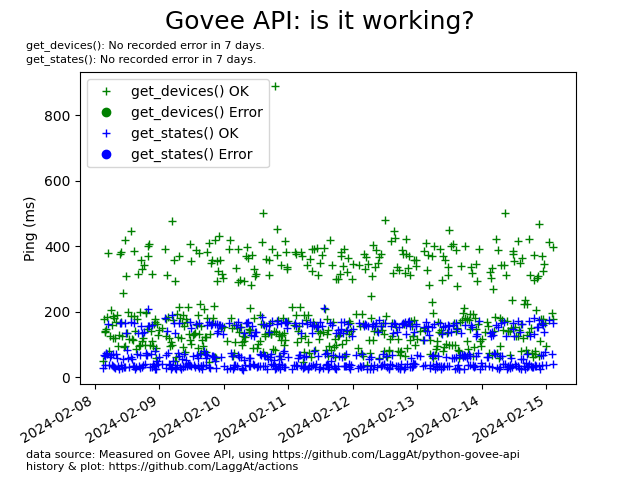 Govee API: is it working?
get_devices(): No recorded error in 7 days.
get_states(): No recorded error in 7 days.
get_devices() OK
get_devices() Error
get_states() OK
get_states() Error
Ping (ms)
800
600
400
200
0
2024-02-08
2024-02-09
2024-02-10
2024-02-11
2024-02-12
2024-02-13
2024-02-14
2024-02-15
data source: Measured on Govee API, using https://github.com/LaggAt/python-govee-api
history & plot: https://github.com/LaggAt/actions